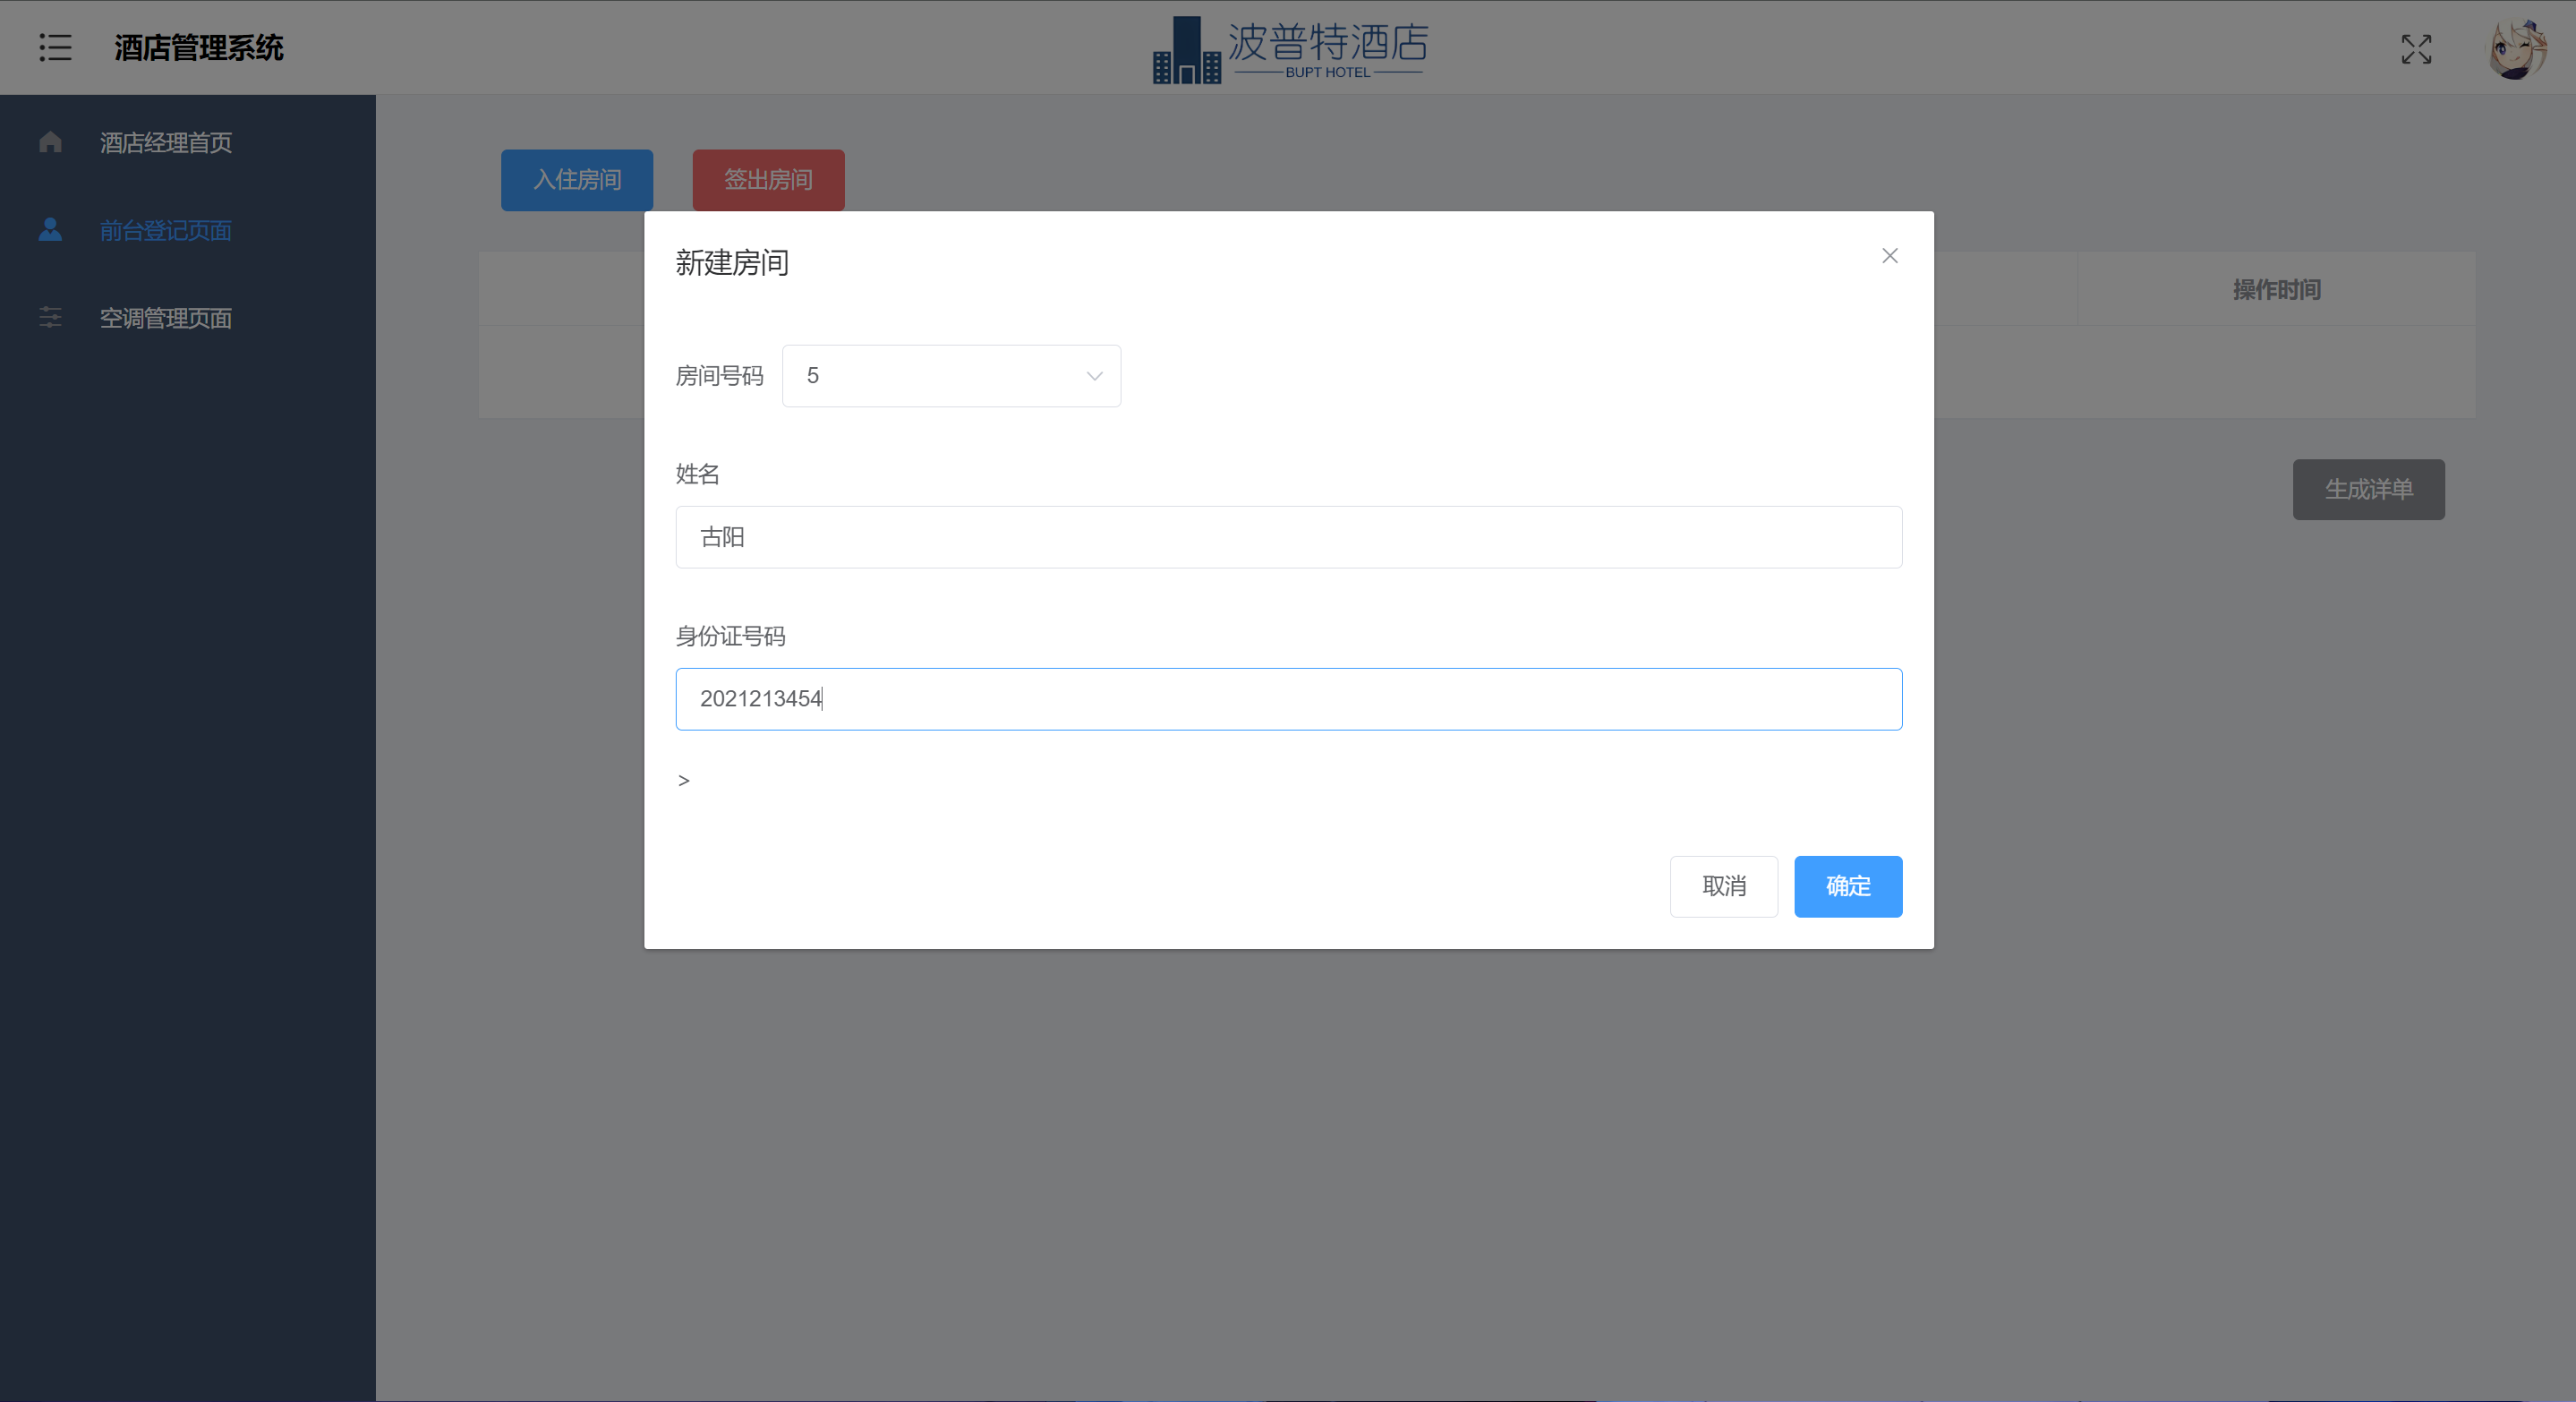 酒店管理系统
波普特酒店
BUPT HOTEL
酒店经理首页
前台登记页面
空调管理页面
入住房间
签出房间
操作时间
生成详单
新建房间
房间号码 5
姓名
古阳
身份证号码
2021213454
>
取消 确定